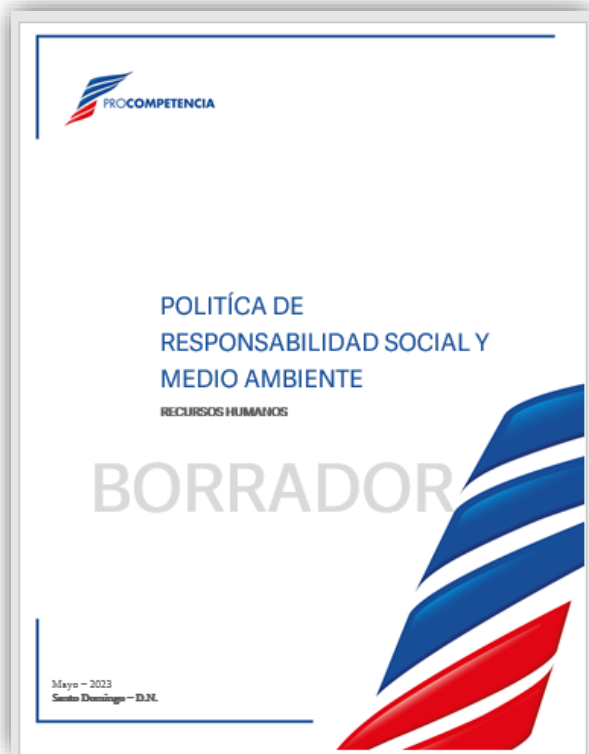 PROCOMPETENCIA
POLITÍCA DE
RESPONSABILIDAD SOCIAL Y
MEDIO AMBIENTE
RECURSOS HUMANOS
BORRADOR
Mayo – 2023
Santo Domingo – D.N.